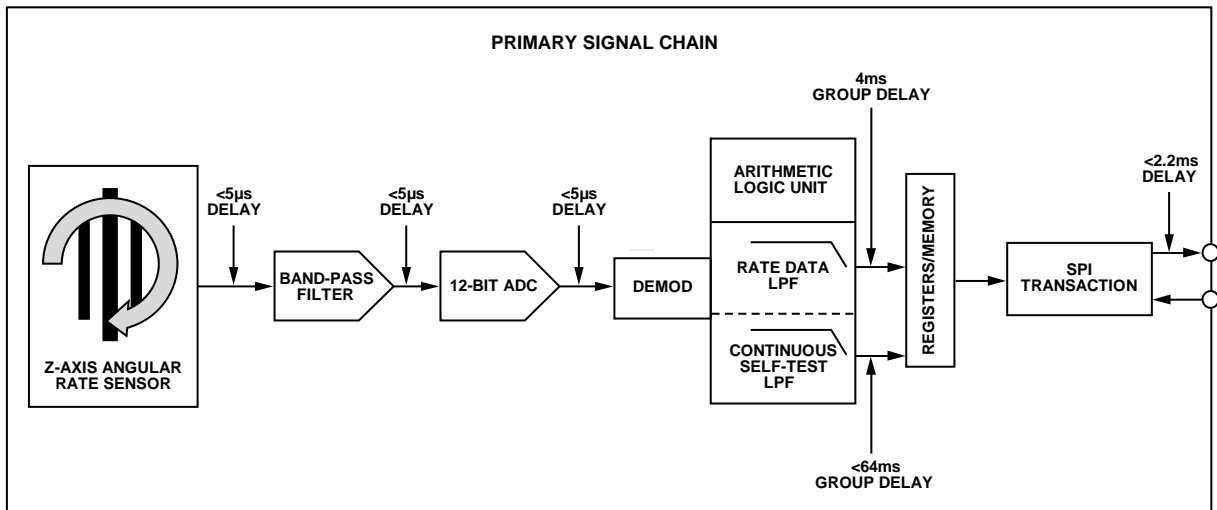 PRIMARY SIGNAL CHAIN
4ms
GROUP DELAY
<5µs
DELAY
<5µs
DELAY
<5µs
DELAY
<2.2ms
DELAY
ARITHMETIC
LOGIC UNIT
Z-AXIS ANGULAR
RATE SENSOR
BAND-PASS
FILTER
12-BIT ADC
DEMOD
RATE DATA
LPF
CONTINUOUS
SELF-TEST
LPF
REGISTERS/MEMORY
SPI
TRANSACTION
<64ms
GROUP DELAY